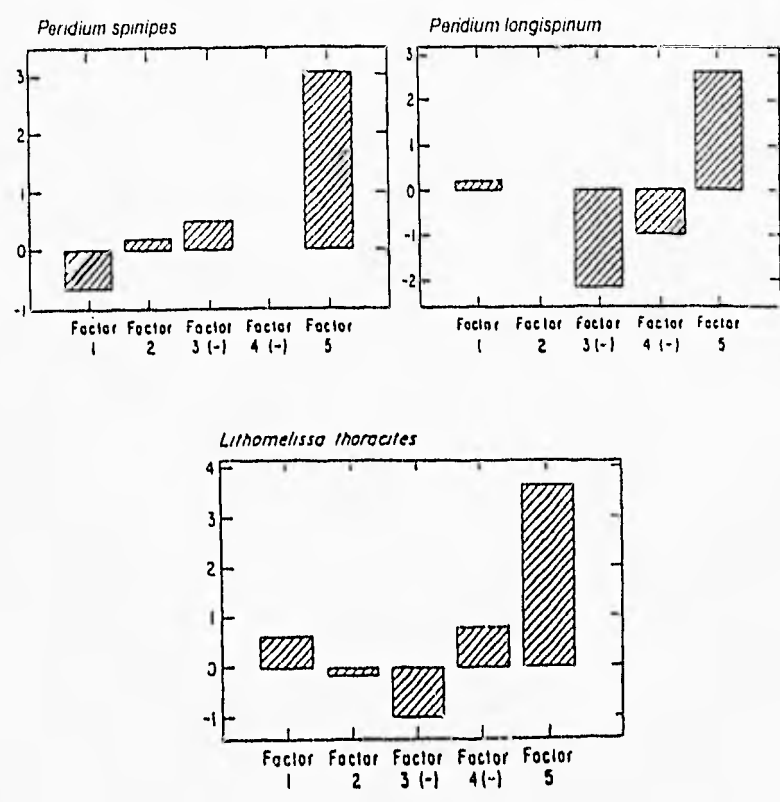 Peridium spinipes
3
2
1
0
-1
Factor Factor Factor Factor Factor
1 2 3 (-) 4 (-) 5
Peridium longispinum
3
2
1
0
-1
-2
Factor Factor Factor Factor Factor
1 2 3 (-) 4 (-) 5
Lithomelissa thoracites
4
3
2
1
0
-1
Factor Factor Factor Factor Factor
1 2 3 (-) 4 (-) 5